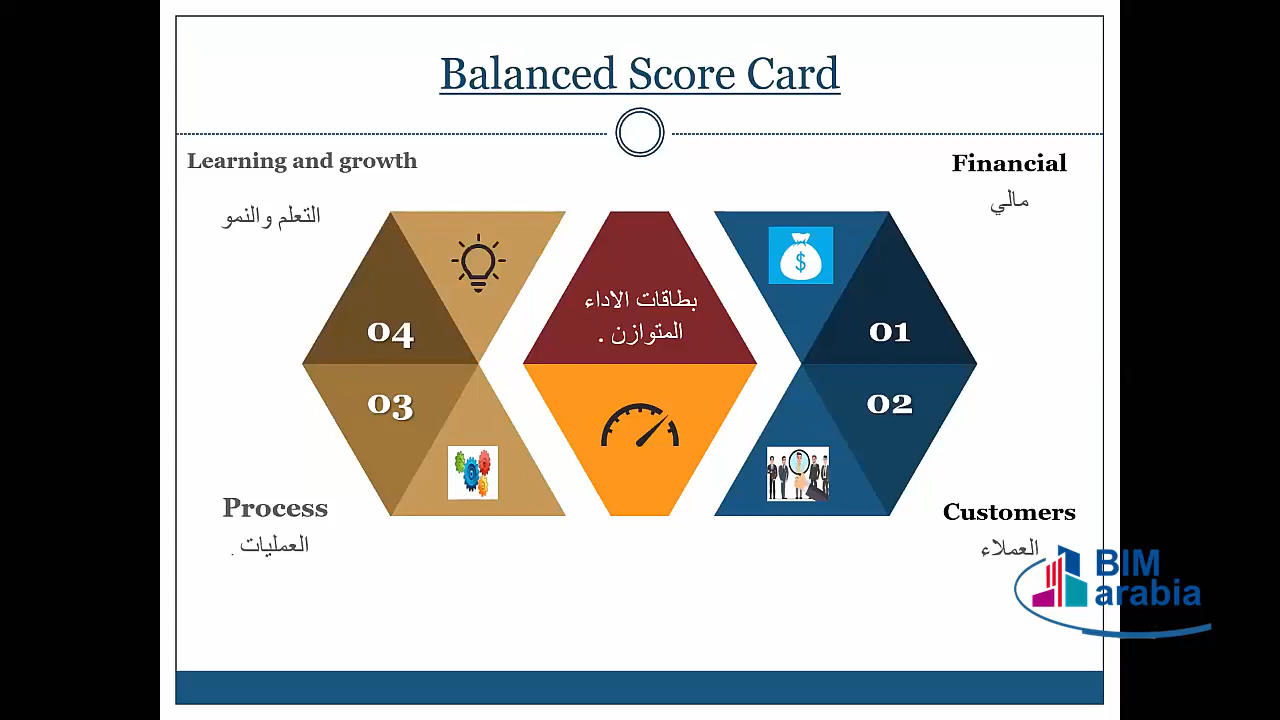 Balanced Score Card
Learning and growth
التعلم والنمو
Financial
مالي
$
04
بطاقات الاداء
المتوازن .
01
03
02
Process
العمليات .
Customers
العملاء
BIM
arabia